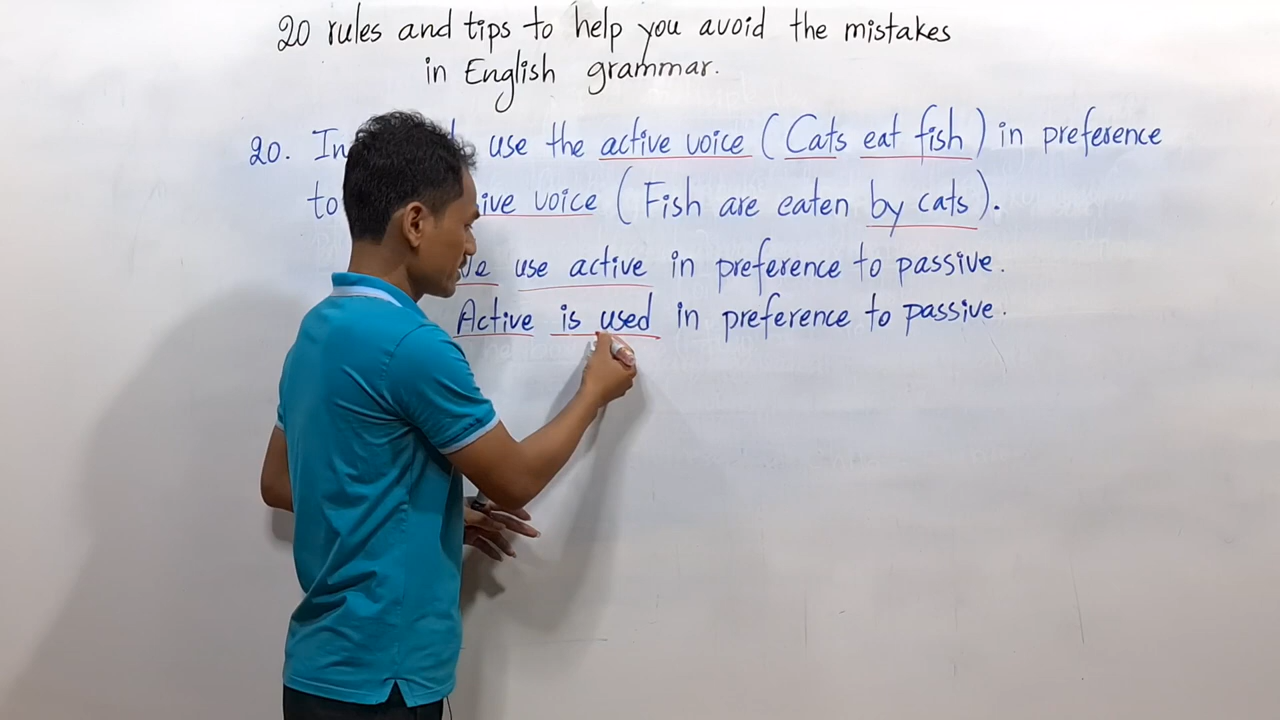 20 rules and tips to help you avoid the mistakes
in English grammar.
20. In use the active voice (Cats eat fish) in preference
to voice (Fish are eaten by cats).
use active in preference to passive.
Active is used in preference to passive.